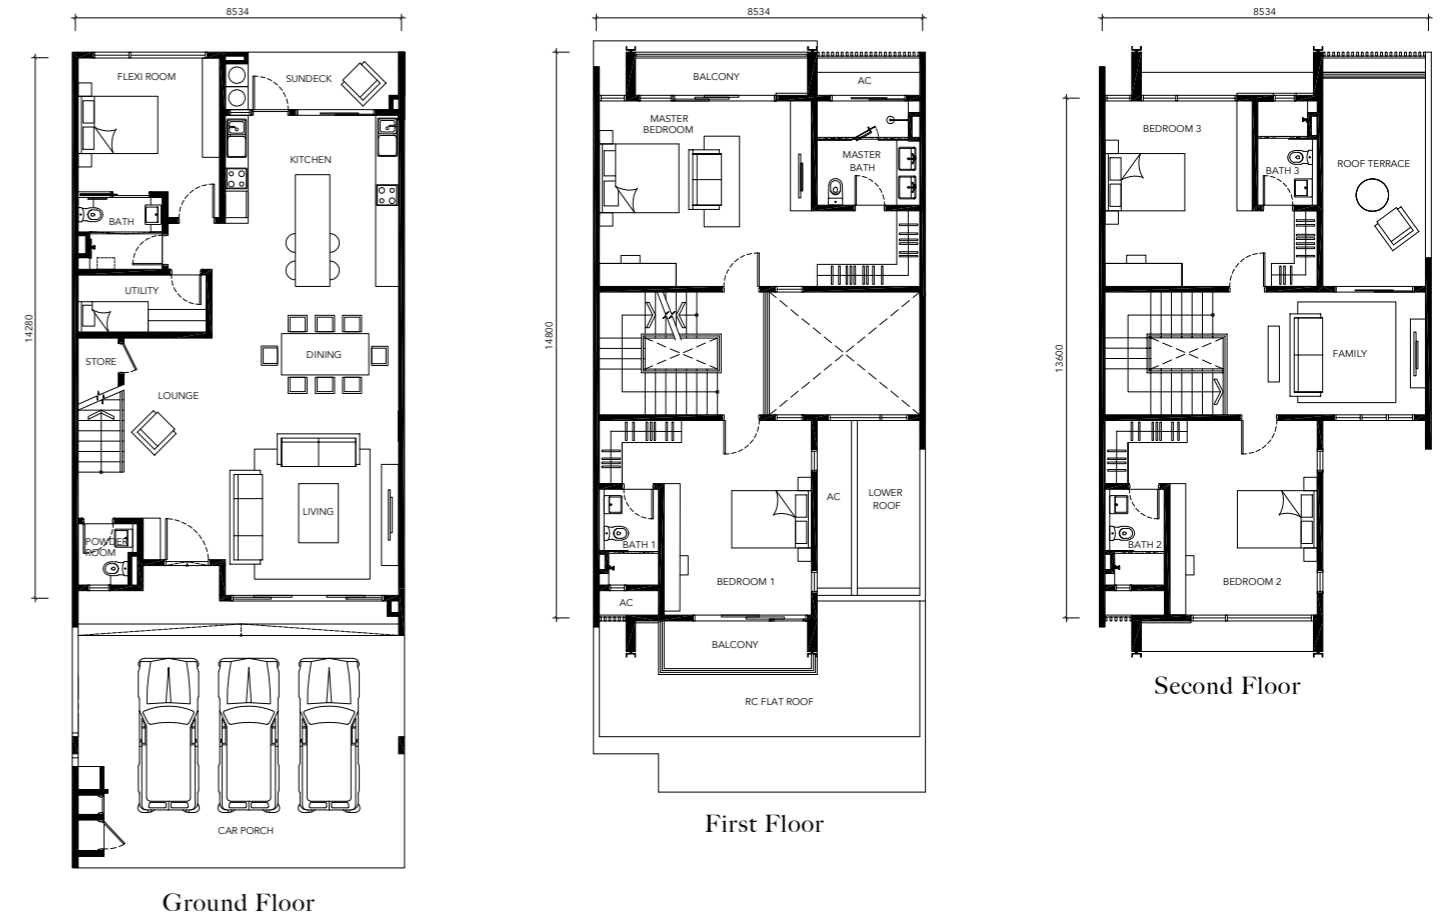 8534
14280
FLEXI ROOM
SUNDECK
KITCHEN
BATH
UTILITY
STORE
DINING
LOUNGE
LIVING
POWDER
ROOM
CAR PORCH
Ground Floor
8534
14800
BALCONY
AC
MASTER
BEDROOM
MASTER
BATH
AC
LOWER
ROOF
BATH 1
BEDROOM 1
AC
BALCONY
RC FLAT ROOF
First Floor
8534
13600
BEDROOM 3
BATH 3
ROOF TERRACE
FAMILY
BATH 2
BEDROOM 2
Second Floor